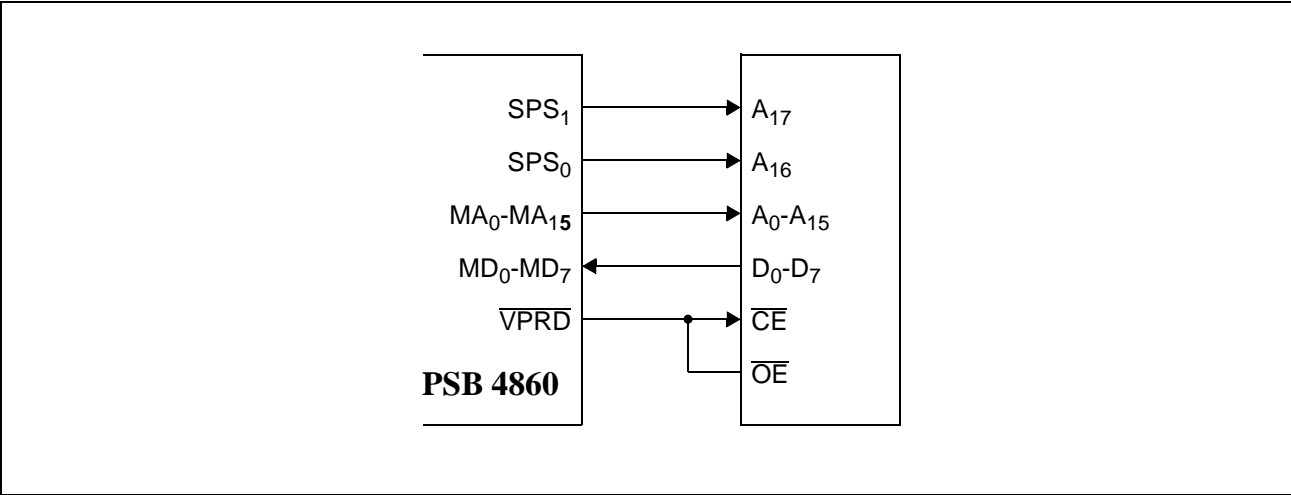 SPS1 A17
SPS0 A16
MA0-MA15 A0-A15
MD0-MD7 D0-D7
VPRD CE
OE
PSB 4860